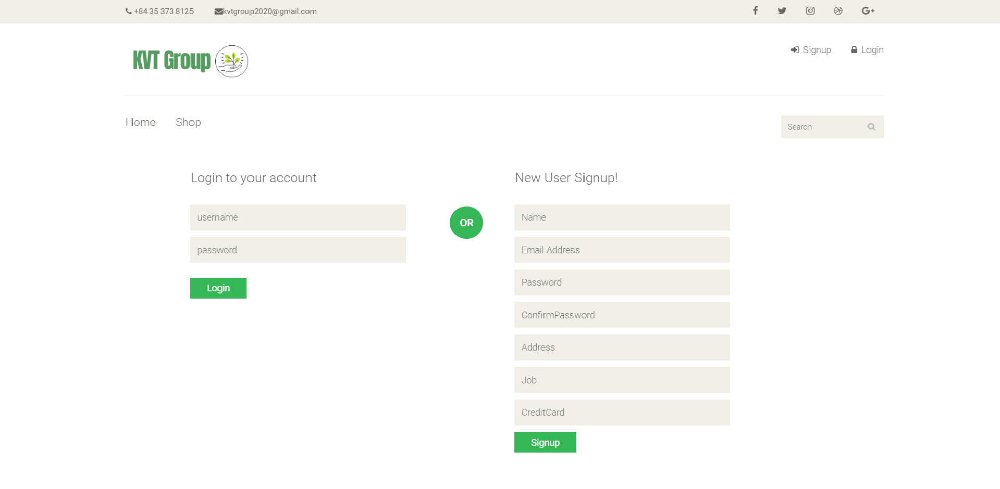 +84 35 373 8125
kvtgroup2020@gmail.com
KVT Group
Signup
Login
Home
Shop
Search
Login to your account
username
password
Login
OR
New User Signup!
Name
Email Address
Password
ConfirmPassword
Address
Job
CreditCard
Signup